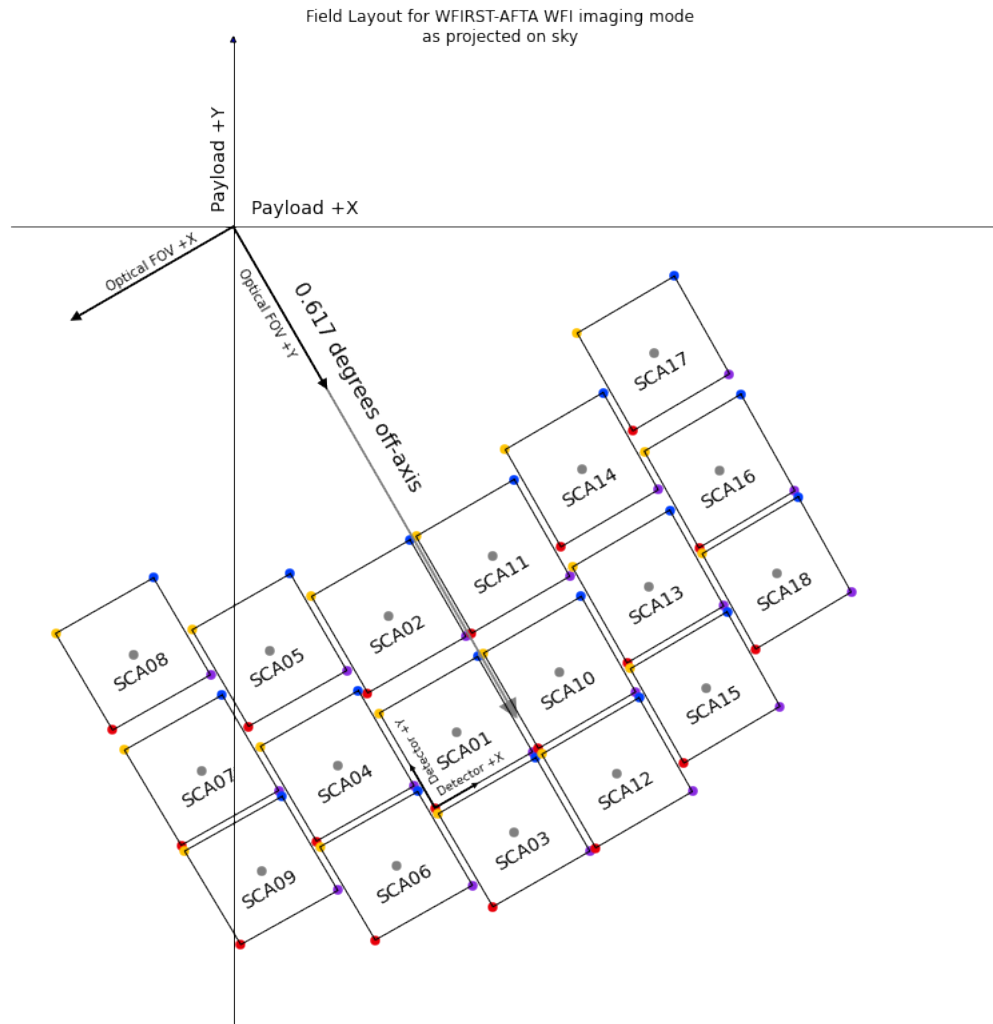 Field Layout for WFIRST-AFTA WFI imaging mode
as projected on sky
Payload +Y
Payload +X
Optical FOV +X
Optical FOV +Y
0.617 degrees off-axis
SCA17
SCA14
SCA16
SCA11
SCA13
SCA18
SCA02
SCA08
SCA05
SCA10
SCA15
SCA01
SCA07
SCA04
SCA12
Detector +Y
Detector +X
SCA03
SCA09
SCA06